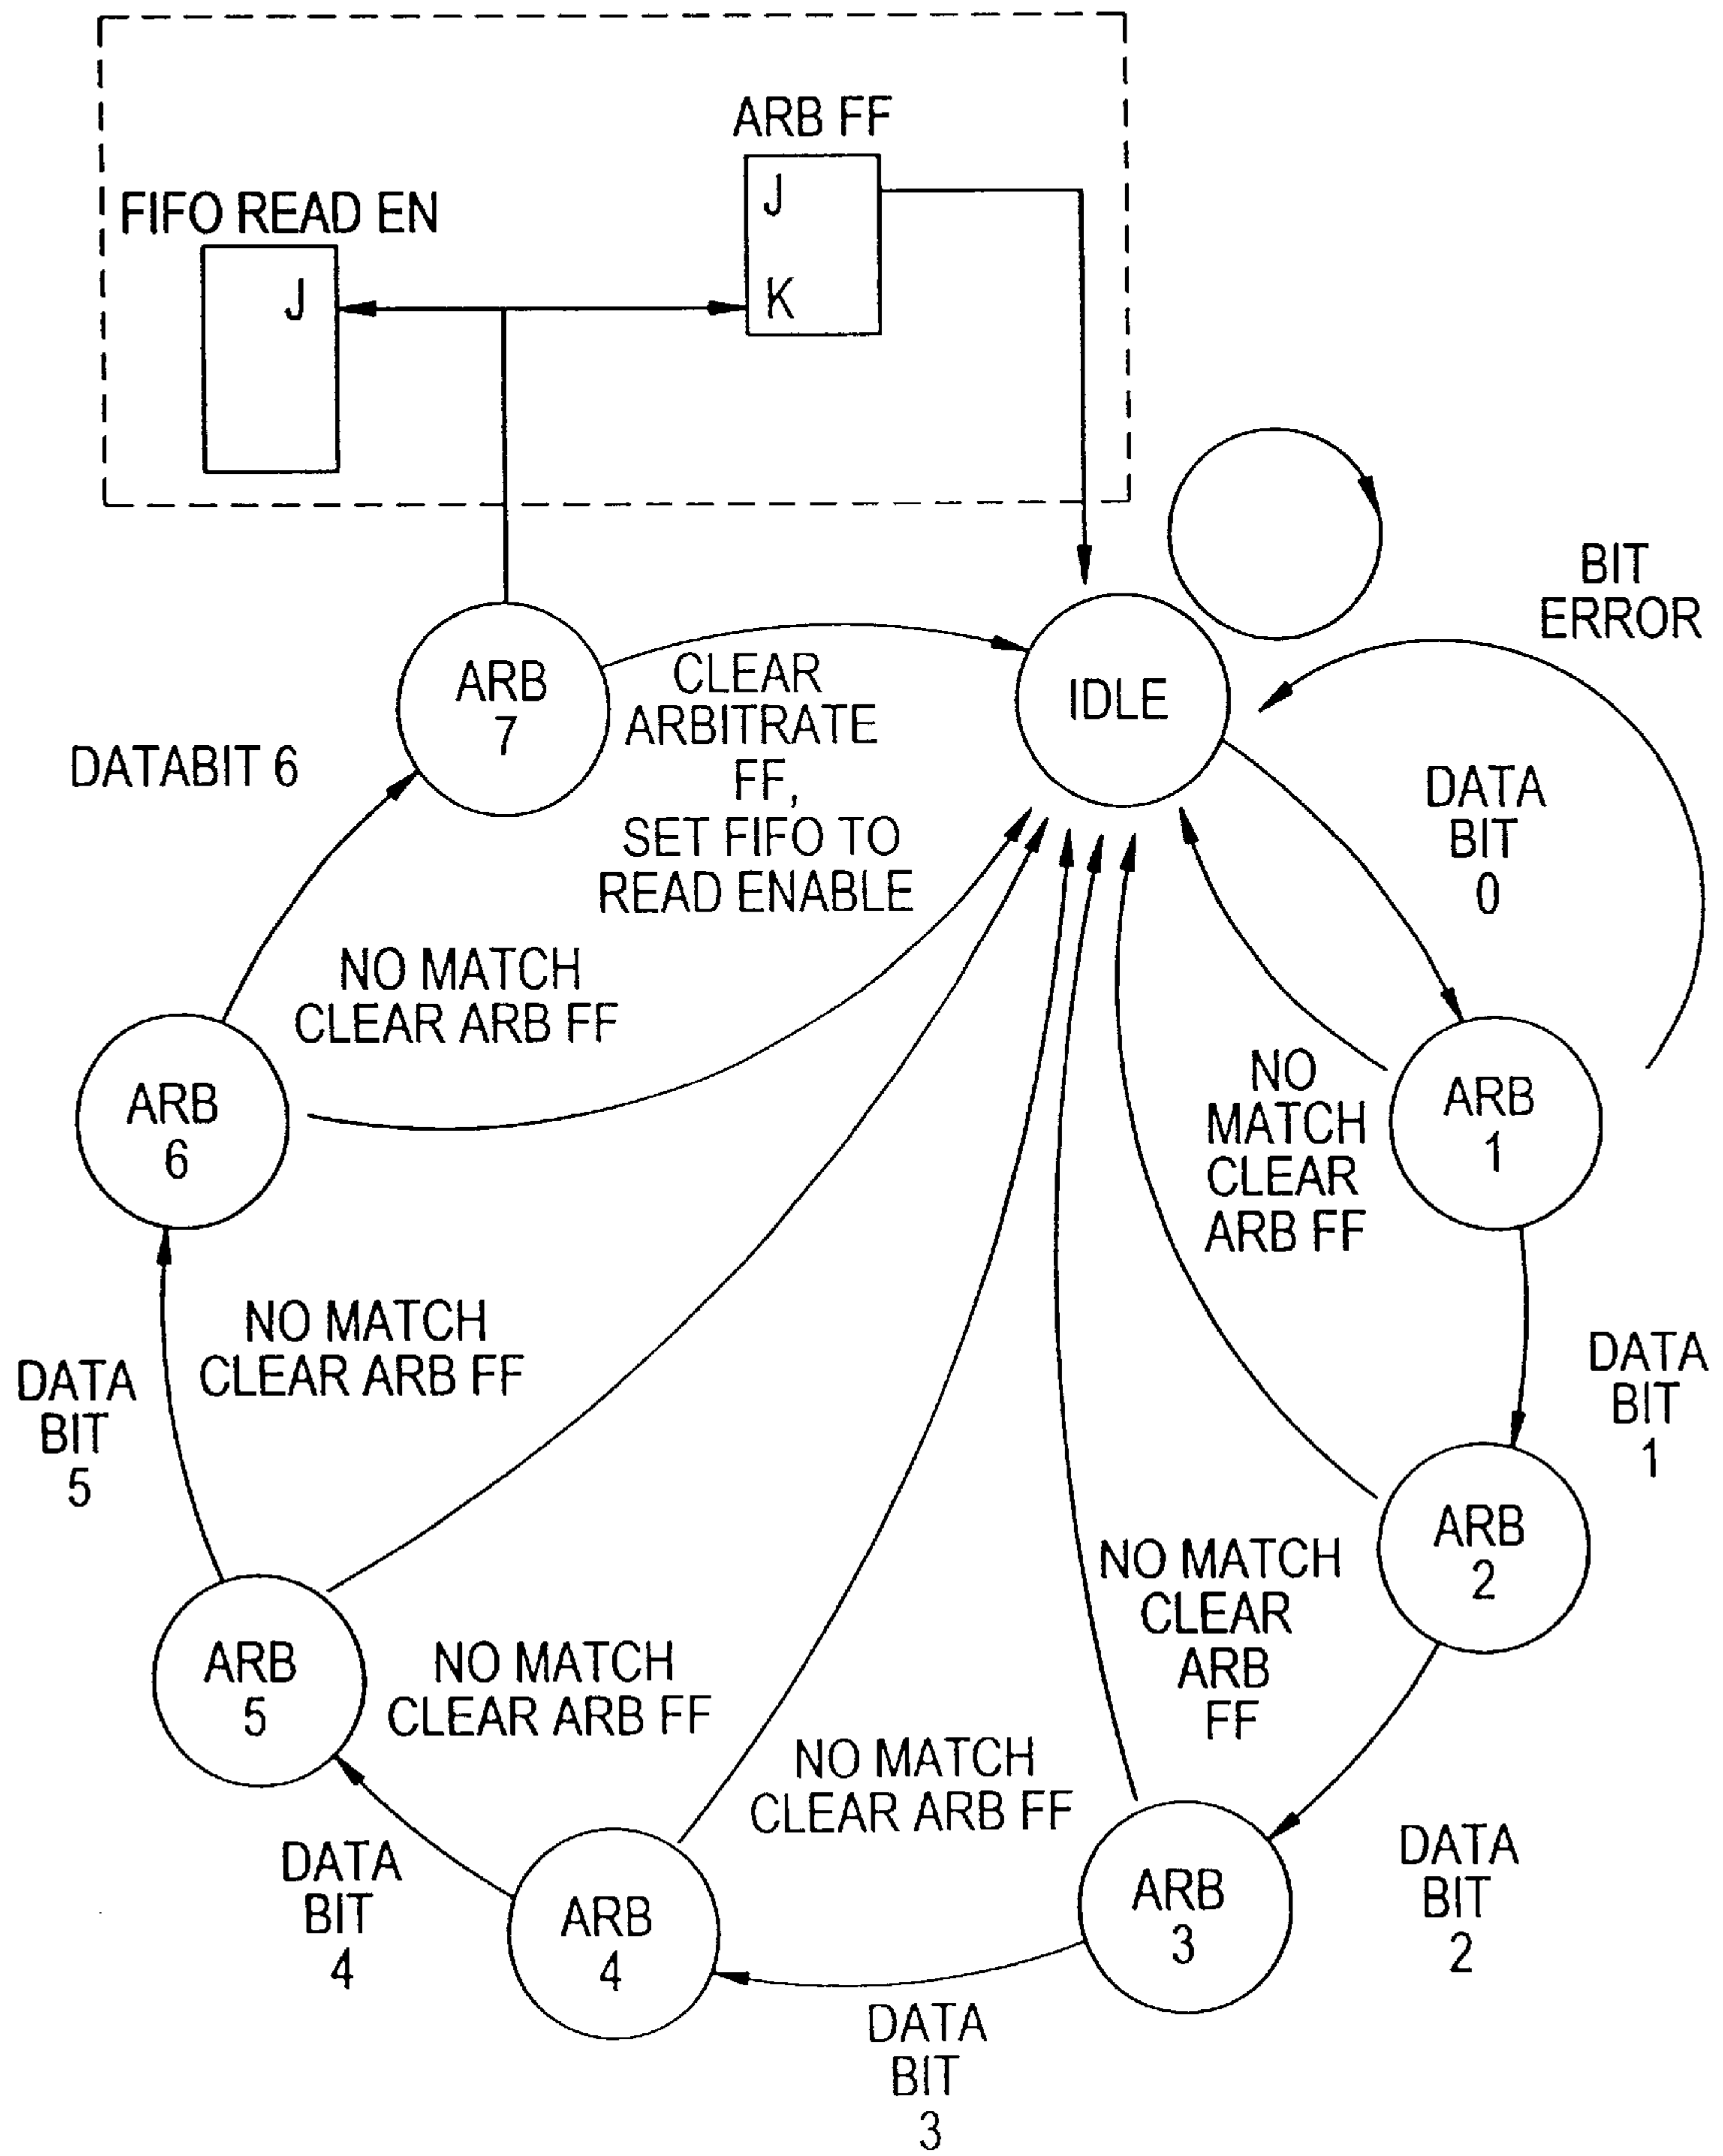 ARB FF
J
K
FIFO READ EN
J
BIT
ERROR
IDLE
ARB
7
CLEAR
ARBITRATE
FF,
SET FIFO TO
READ ENABLE
DATABIT 6
DATA
BIT
0
NO MATCH
CLEAR ARB FF
ARB
6
NO
MATCH
CLEAR
ARB FF
ARB
1
NO MATCH
CLEAR ARB FF
DATA
BIT
5
DATA
BIT
1
ARB
2
NO MATCH
CLEAR
ARB
FF
ARB
5
NO MATCH
CLEAR ARB FF
NO MATCH
CLEAR ARB FF
DATA
BIT
4
ARB
4
ARB
3
DATA
BIT
2
DATA
BIT
3